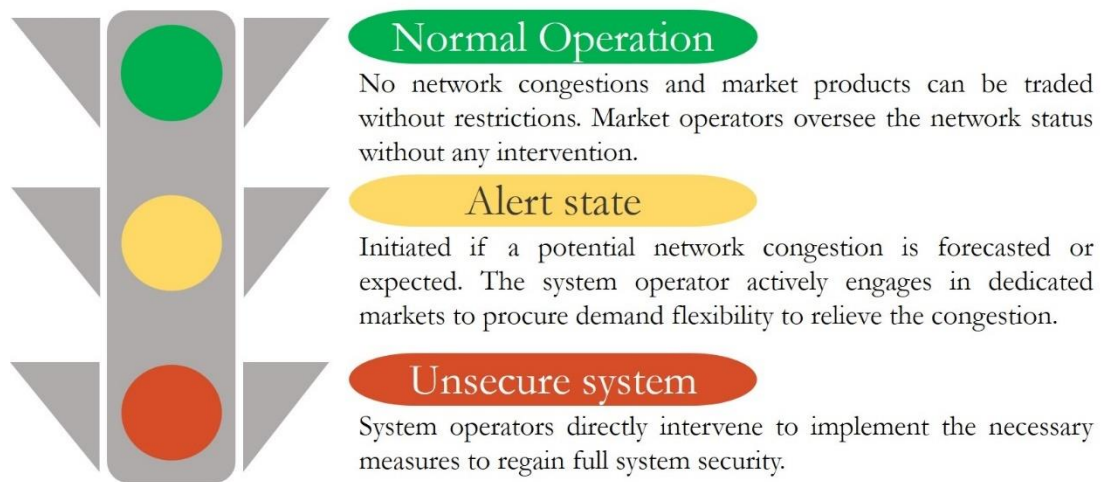 Normal Operation
No network congestions and market products can be traded
without restrictions. Market operators oversee the network status
without any intervention.
Alert state
Initiated if a potential network congestion is forecasted or
expected. The system operator actively engages in dedicated
markets to procure demand flexibility to relieve the congestion.
Unsecure system
System operators directly intervene to implement the necessary
measures to regain full system security.